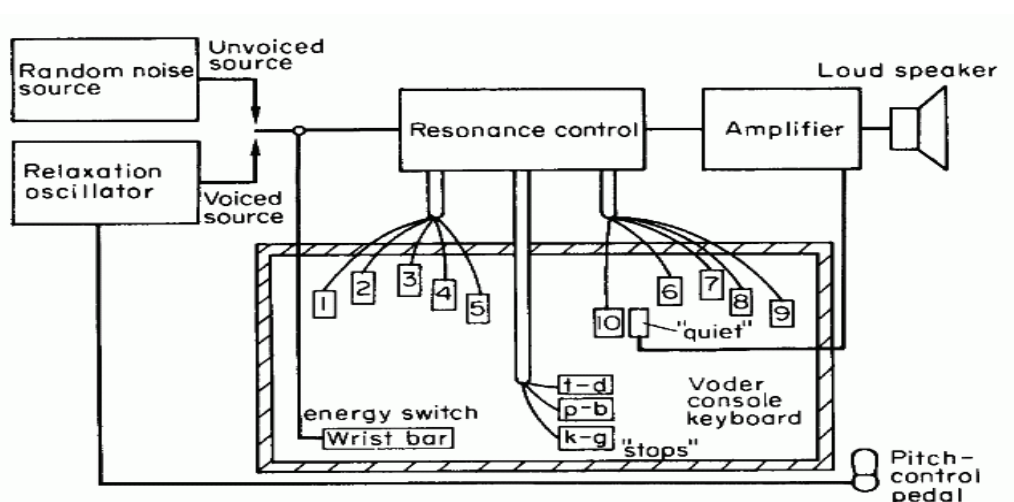 Random noise
source
Unvoiced
source
Relaxation
oscillator
Voiced
source
Resonance control
Amplifier
Loud speaker
1
2
3
4
5
10
6
7
8
9
"quiet"
t-d
p-b
k-g
"stops"
energy switch
Wrist bar
Voder
console
keyboard
Pitch-
control
pedal